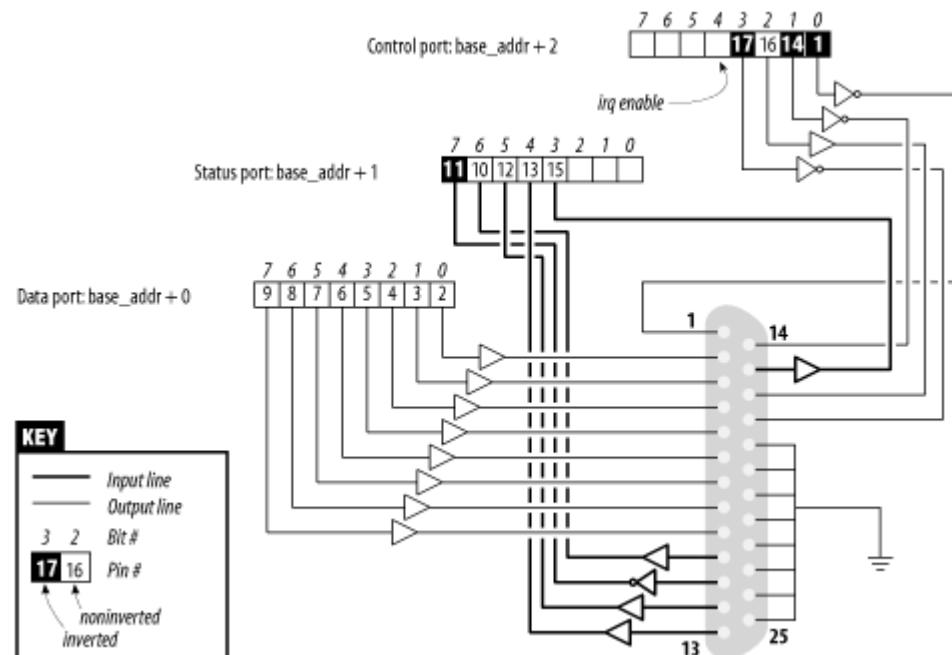 7 6 5 4 3 2 1 0
Control port: base_addr + 2
17 16 14 1
irq enable
7 6 5 4 3 2 1 0
Status port: base_addr + 1
11 10 12 13 15
7 6 5 4 3 2 1 0
Data port: base_addr + 0
9 8 7 6 5 4 3 2
1
14
KEY
Input line
Output line
3 2 Bit #
17 16 Pin #
noninverted
inverted
13
25